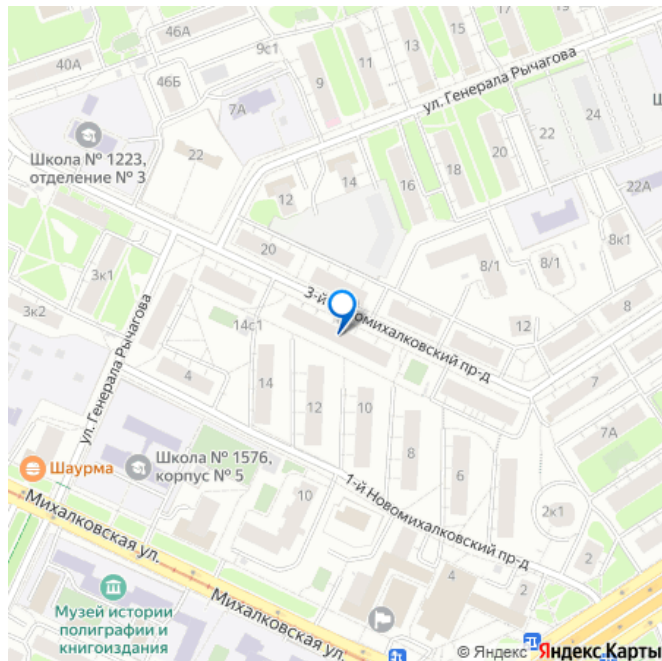 40А
46Б
9с1
9
11
13
15
17
19
7А
ул. Генерала Рычагова
22
24
20
18
16
Школа № 1223,
отделение № 3
22
12
14
22А
8к1
8/1
8/1
20
3к1
3к2
ул. Генерала Рычагова
14с1
3-й
вомихалковский пр-д
12
8
7
4
14
12
10
8
6
7А
Шаурма
Школа № 1576,
корпус № 5
10
1-й Новомихалковский пр-д
2к1
2
Михалковская ул.
4
2
Музей истории
полиграфии и
книгоиздания
Михалковская ул.
© Яндекс
Яндекс Карты